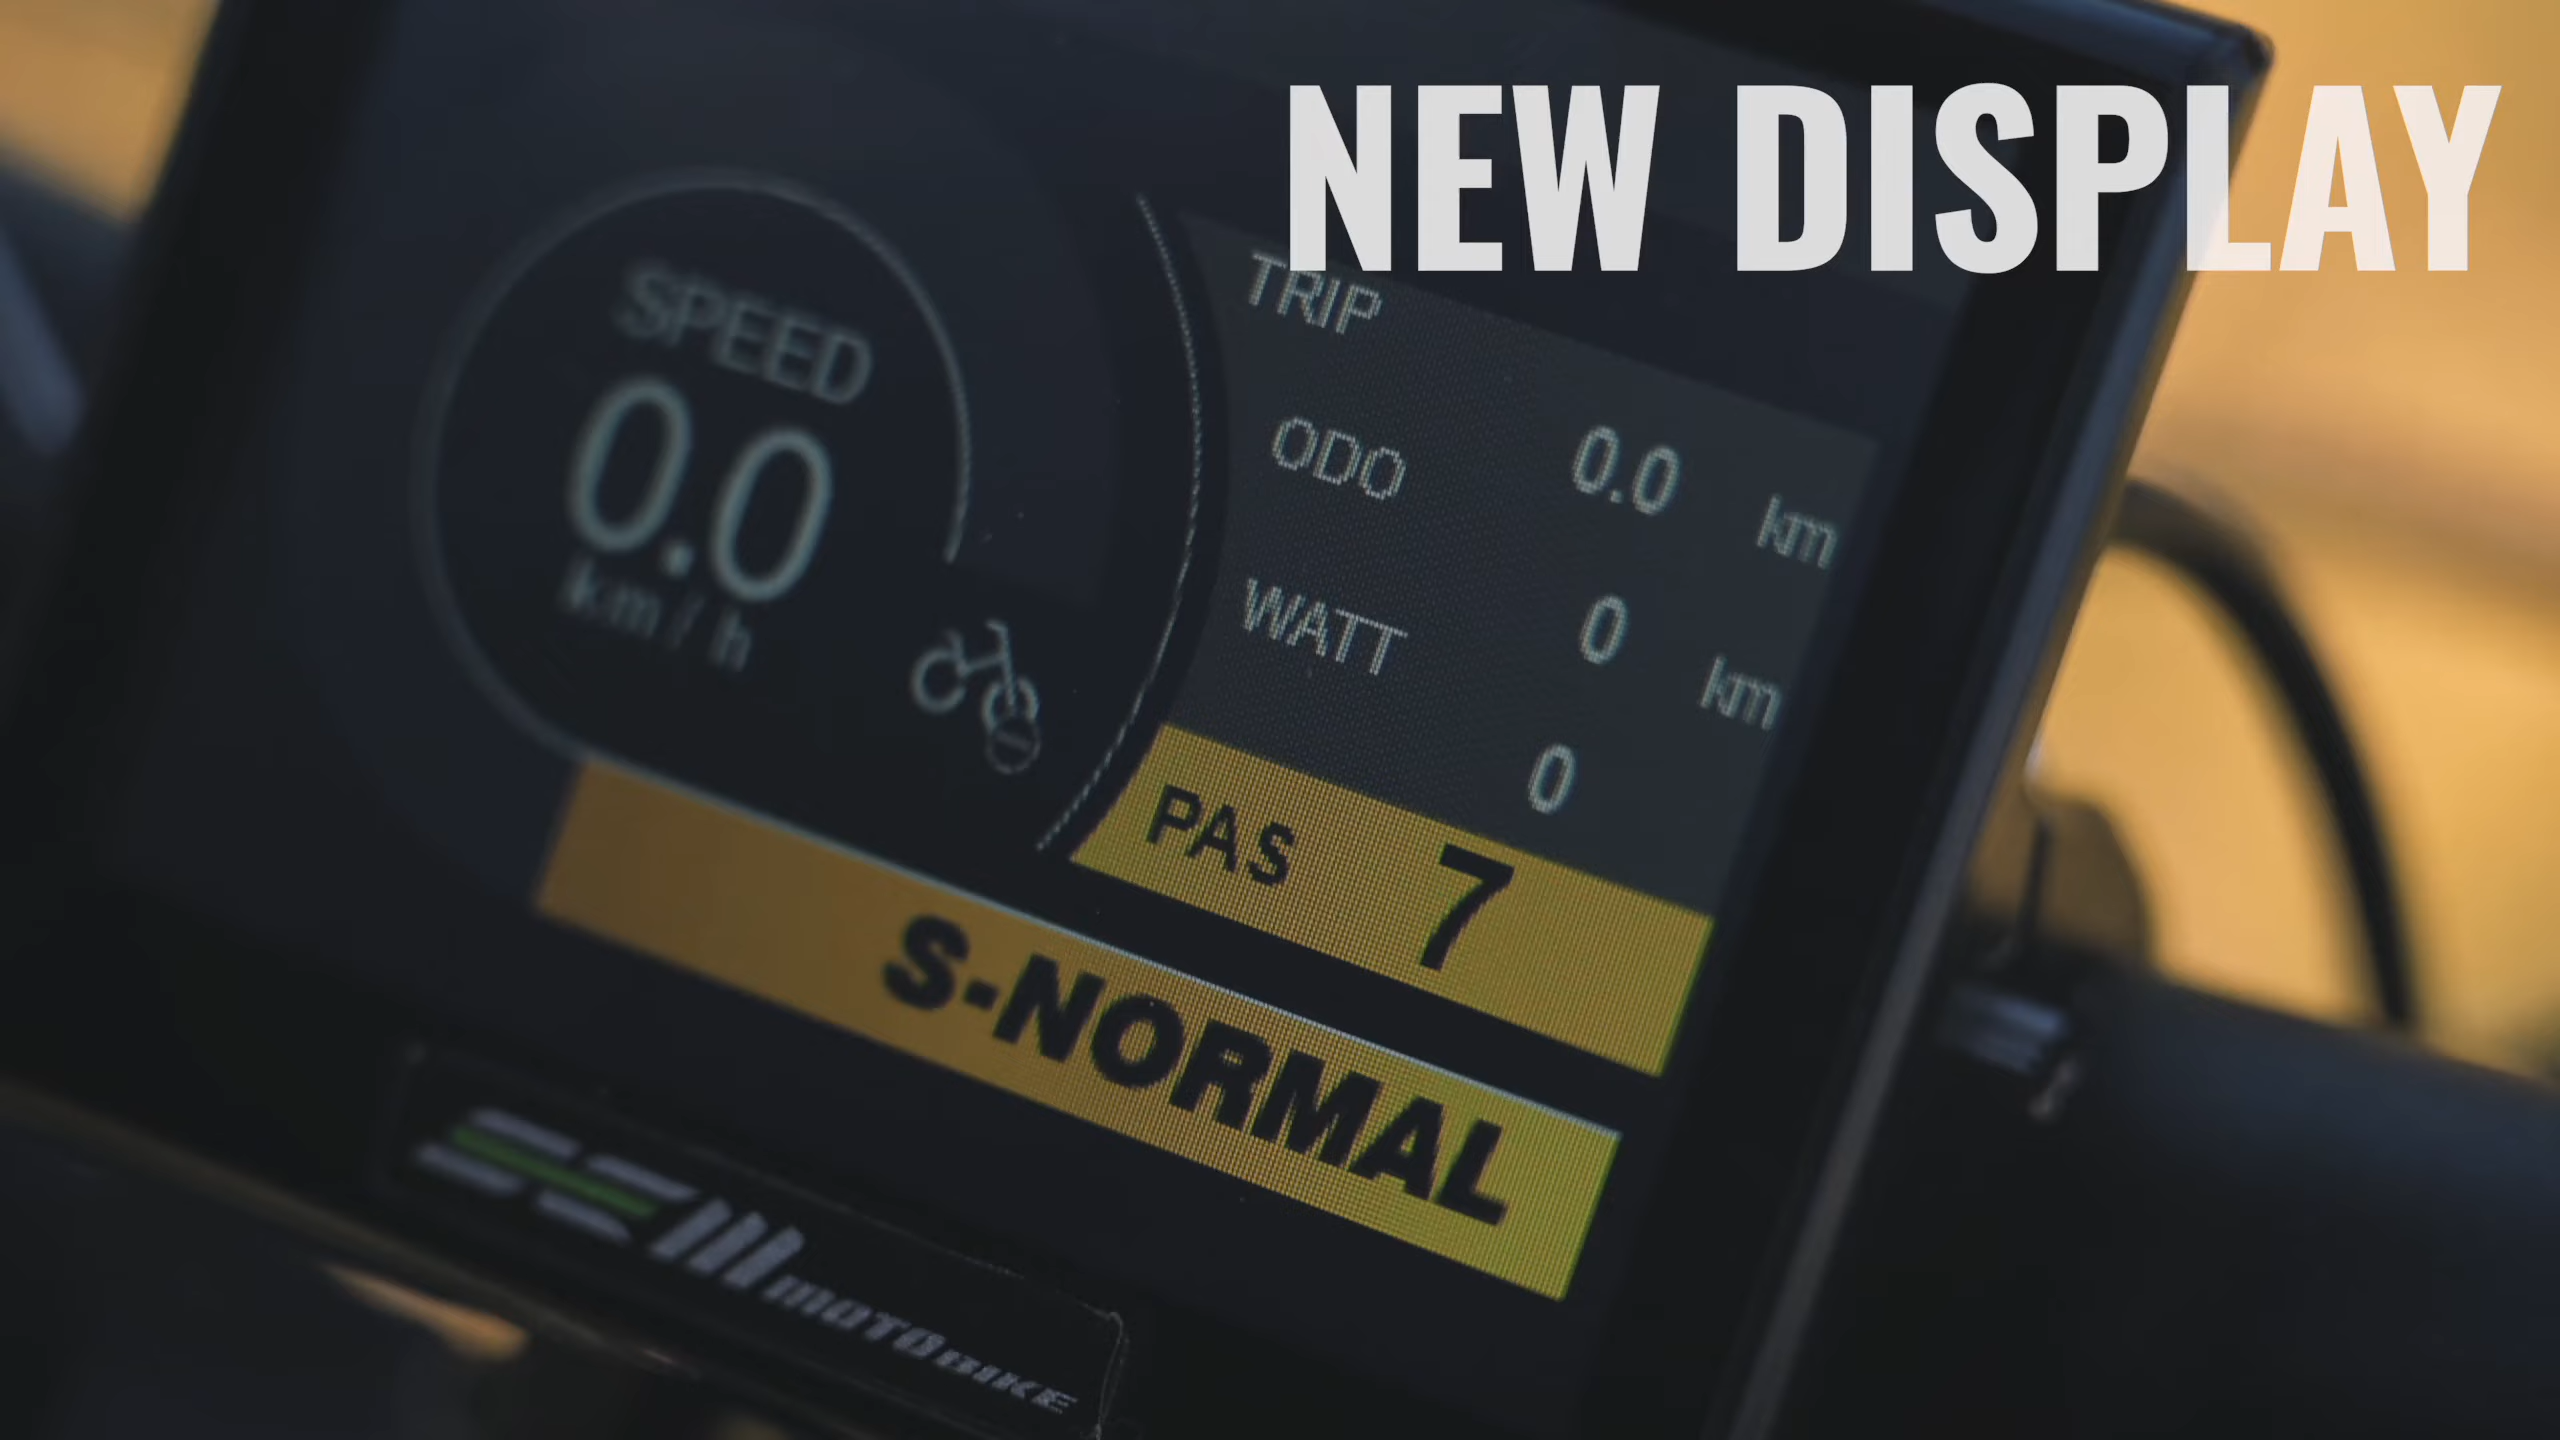 NEW DISPLAY
SPEED
0.0
km/h
TRIP 0.0 km
ODO 0 km
WATT 0
PAS 7
S-NORMAL
MOTOBIKE